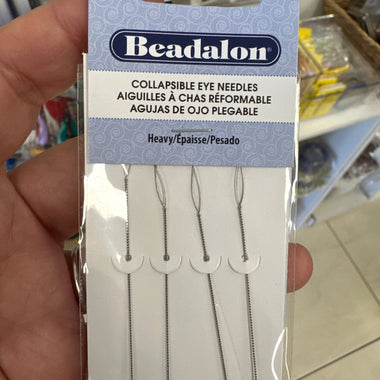 Beadalon®
COLLAPSIBLE EYE NEEDLES
AIGUILLES À CHAS RÉFORMABLE
AGUJAS DE OJO PLEGABLE
Heavy/Épaisse/Pesado